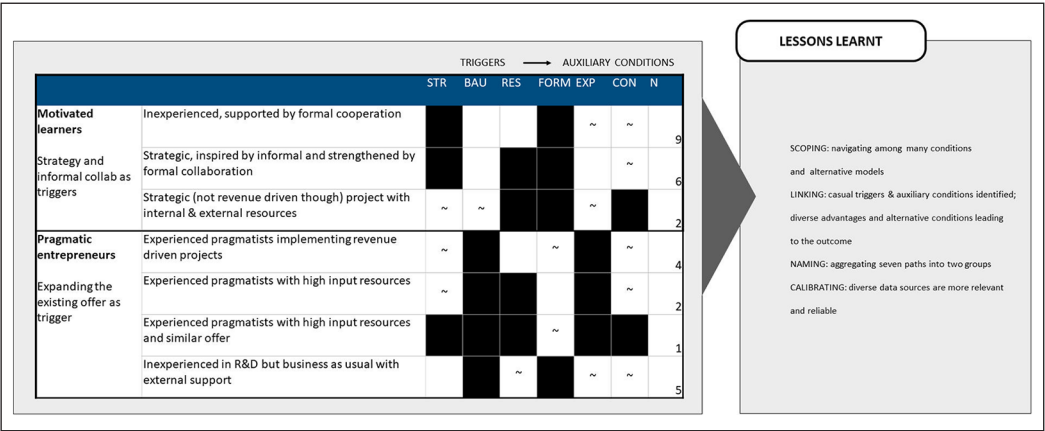 LESSONS LEARNT
TRIGGERS → AUXILIARY CONDITIONS
STR BAU RES FORM EXP CON N
Motivated
learners
Strategy and
informal collab as
triggers
Inexperienced, supported by formal cooperation
~ ~ 9
Strategic, inspired by informal and strengthened by
formal collaboration
~ 6
Strategic (not revenue driven though) project with
internal & external resources
~ ~ ~ 2
Pragmatic
entrepreneurs
Expanding the
existing offer as
trigger
Experienced pragmatists implementing revenue
driven projects
~ ~ ~ 4
Experienced pragmatists with high input resources
~ ~ 2
Experienced pragmatists with high input resources
and similar offer
~ 1
Inexperienced in R&D but business as usual with
external support
~ ~ ~ 5
SCOPING: navigating among many conditions
and alternative models
LINKING: casual triggers & auxiliary conditions identified;
diverse advantages and alternative conditions leading
to the outcome
NAMING: aggregating seven paths into two groups
CALIBRATING: diverse data sources are more relevant
and reliable